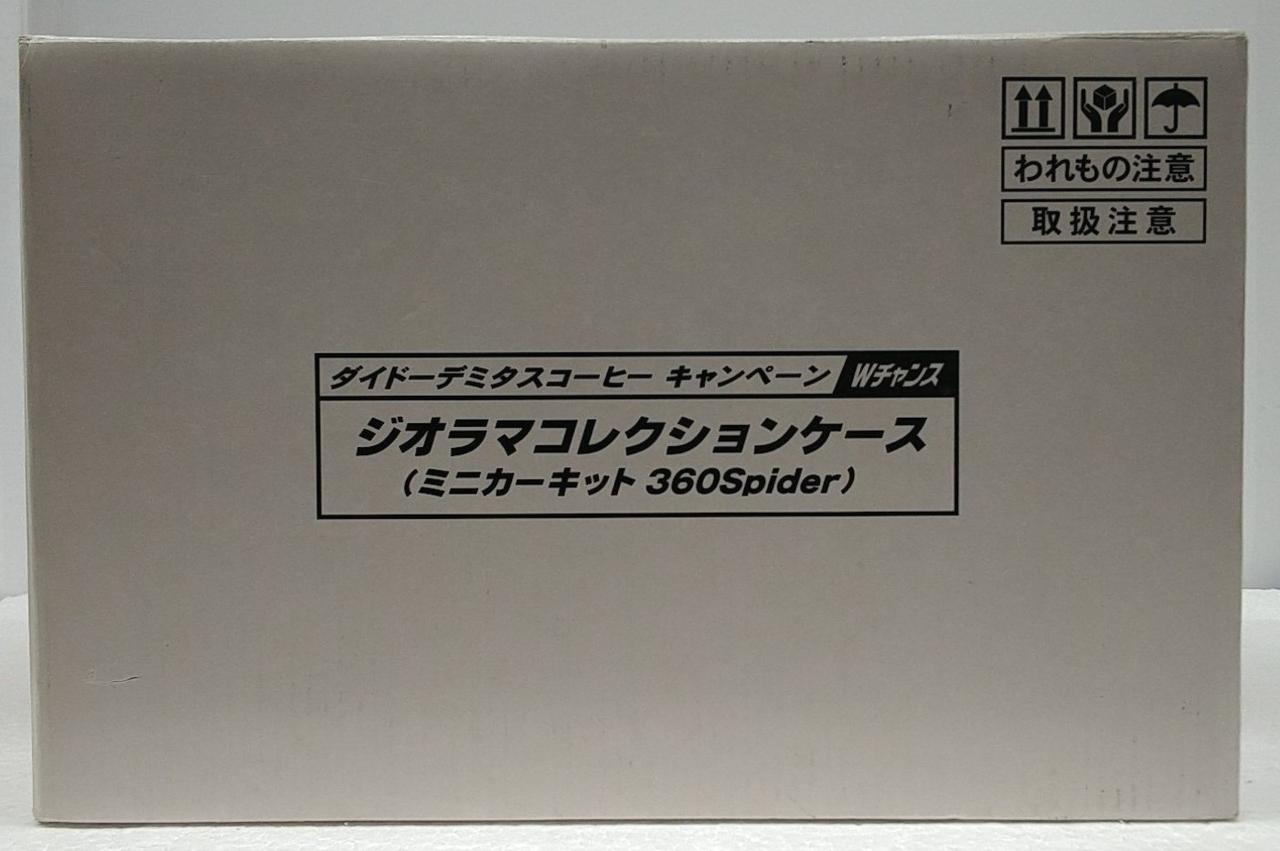 われもの注意
取扱注意
ダイドーデミタスコーヒー キャンペーン Wチャンス
ジオラマコレクションケース
(ミニカーキット 360Spider)